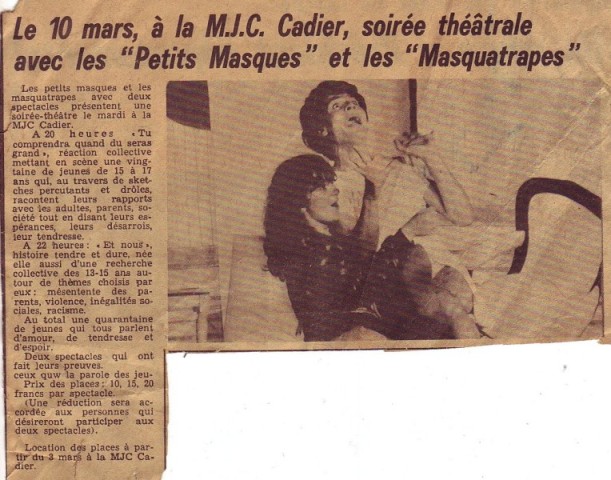 Le 10 mars, à la M.J.C. Cadier, soirée théâtrale
avec les “Petits Masques” et les “Masquatrapes”
Les petits masques et les
masquatrapes avec deux
spectacles présentent une
soirée-théâtre le mardi à la
MJC Cadier.
A 20 heures « Tu
comprendra quand du seras
grand », réaction collective
mettant en scène une ving-
taine de jeunes de 15 à 17
ans qui, au travers de sket-
ches percutants et drôles,
racontent leurs rapports
avec les adultes, parents, so-
ciété tout en disant leurs es-
pérances, leurs désarrois,
leur tendresse.
A 22 heures : « Et nous »,
histoire tendre et dure, née
elle aussi d'une recherche
collective des 13-15 ans au-
tour de thèmes choisis par
eux : mésentente des pa-
rents, violence, inégalités so-
ciales, racisme.
Au total une quarantaine
de jeunes qui tous parlent
d'amour, de tendresse et
d'espoir.
Deux spectacles qui ont
fait leurs preuves.
ceux quw la parole des jeu-
Prix des places : 10, 15, 20
francs par spectacle.
(Une réduction sera ac-
cordée aux personnes qui
désireront participer aux
deux spectacles).
Location des places à par-
tir du 3 mars à la MJC Ca-
dier.